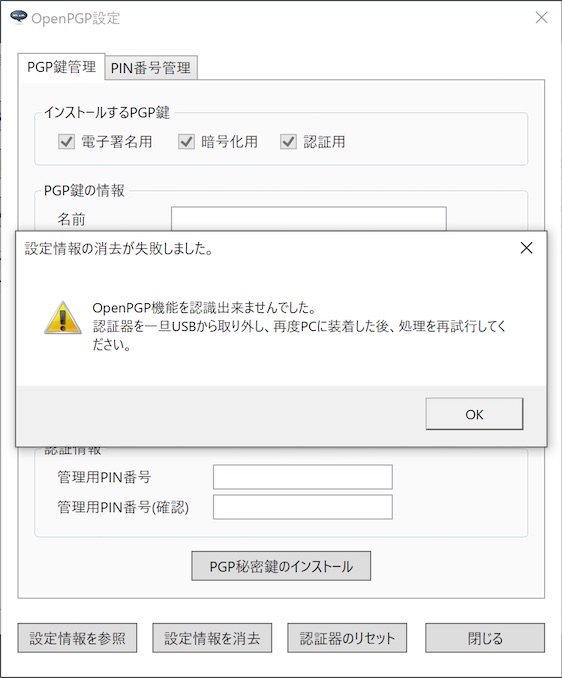 OpenPGP設定
PGP鍵管理
PIN番号管理
インストールするPGP鍵
電子署名用
暗号化用
認証用
PGP鍵の情報
名前
設定情報の消去が失敗しました。
OpenPGP機能を認識出来ませんでした。
認証器を一旦USBから取り外し、再度PCに装着した後、処理を再試行してく
ださい。
OK
認証情報
管理用PIN番号
管理用PIN番号(確認)
PGP秘密鍵のインストール
設定情報を参照
設定情報を消去
認証器のリセット
閉じる